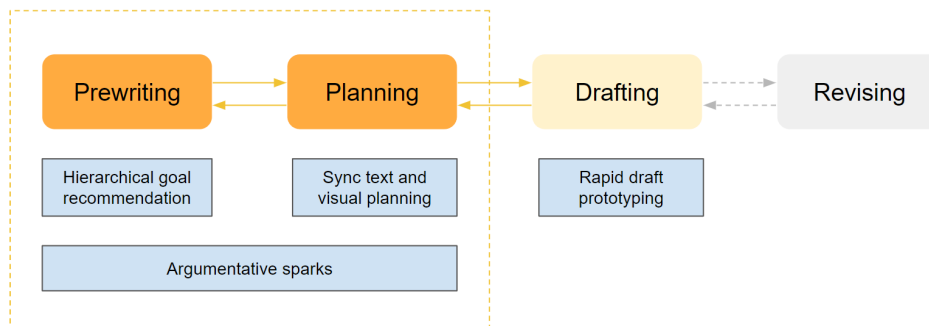 Prewriting
Planning
Drafting
Revising
Hierarchical goal
recommendation
Sync text and
visual planning
Rapid draft
prototyping
Argumentative sparks